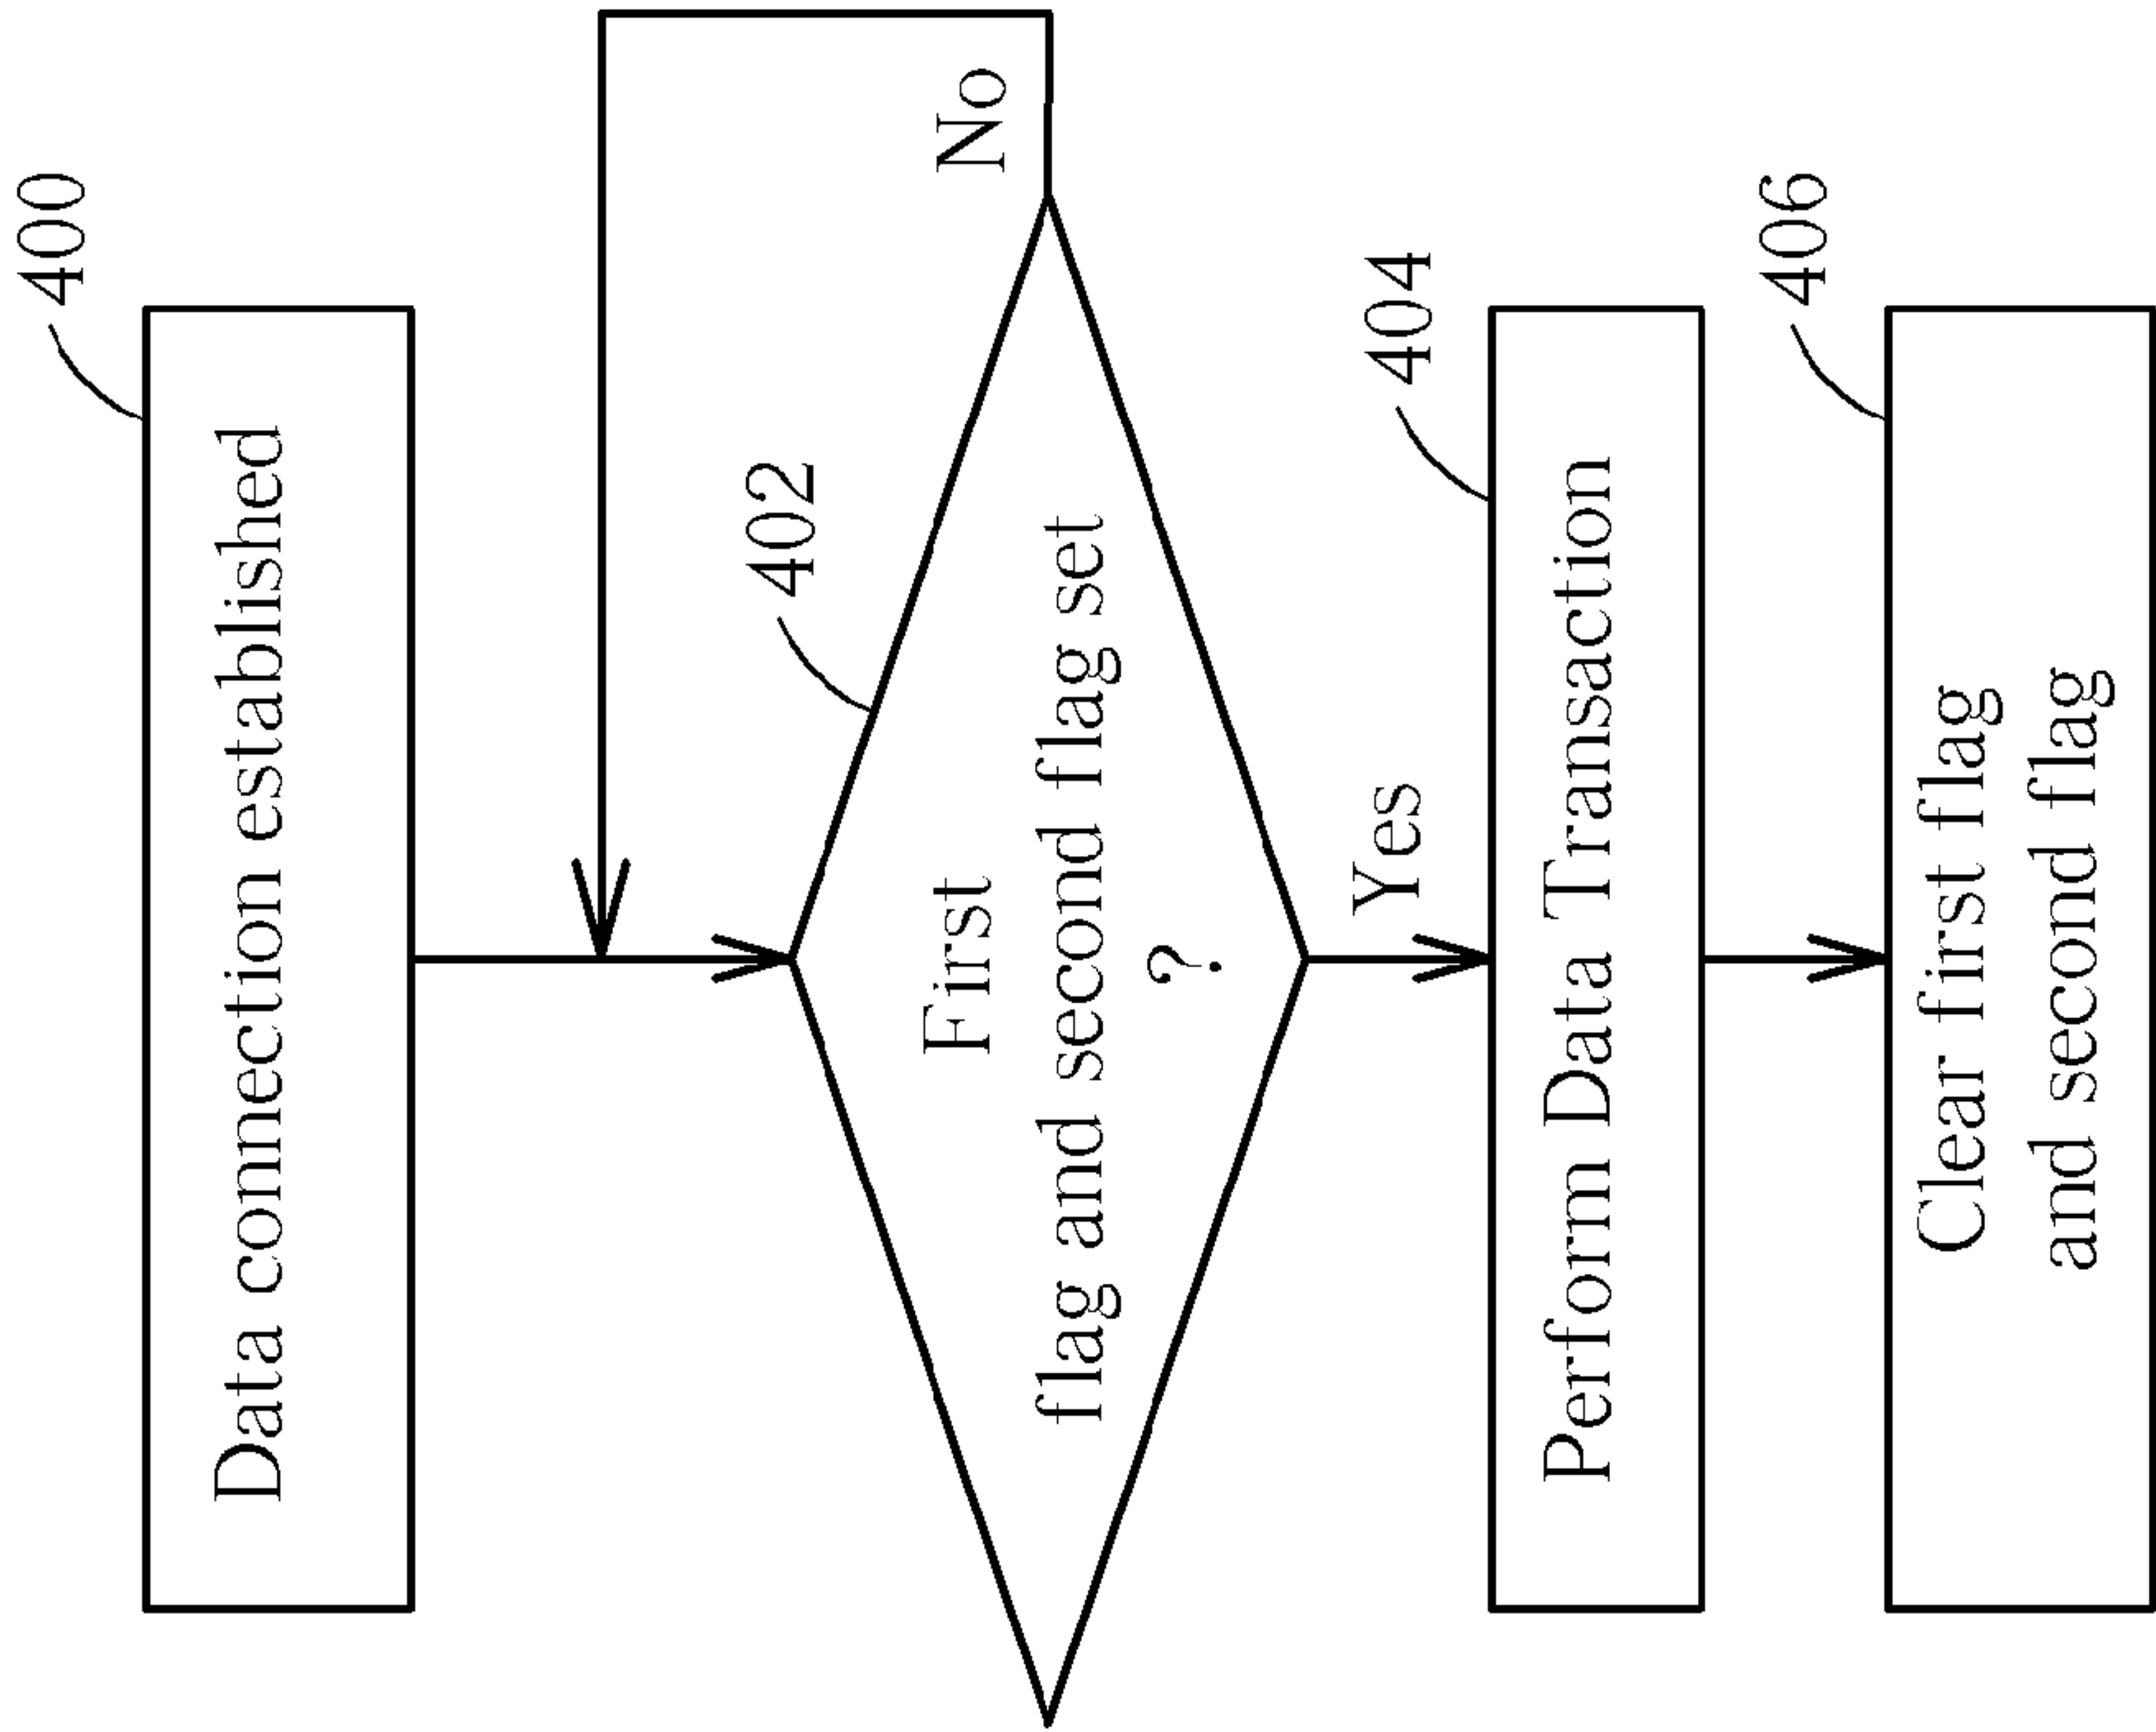 400
Data connection established
No
402
First
flag and second flag set
?
Yes
404
Perform Data Transaction
406
Clear first flag
and second flag